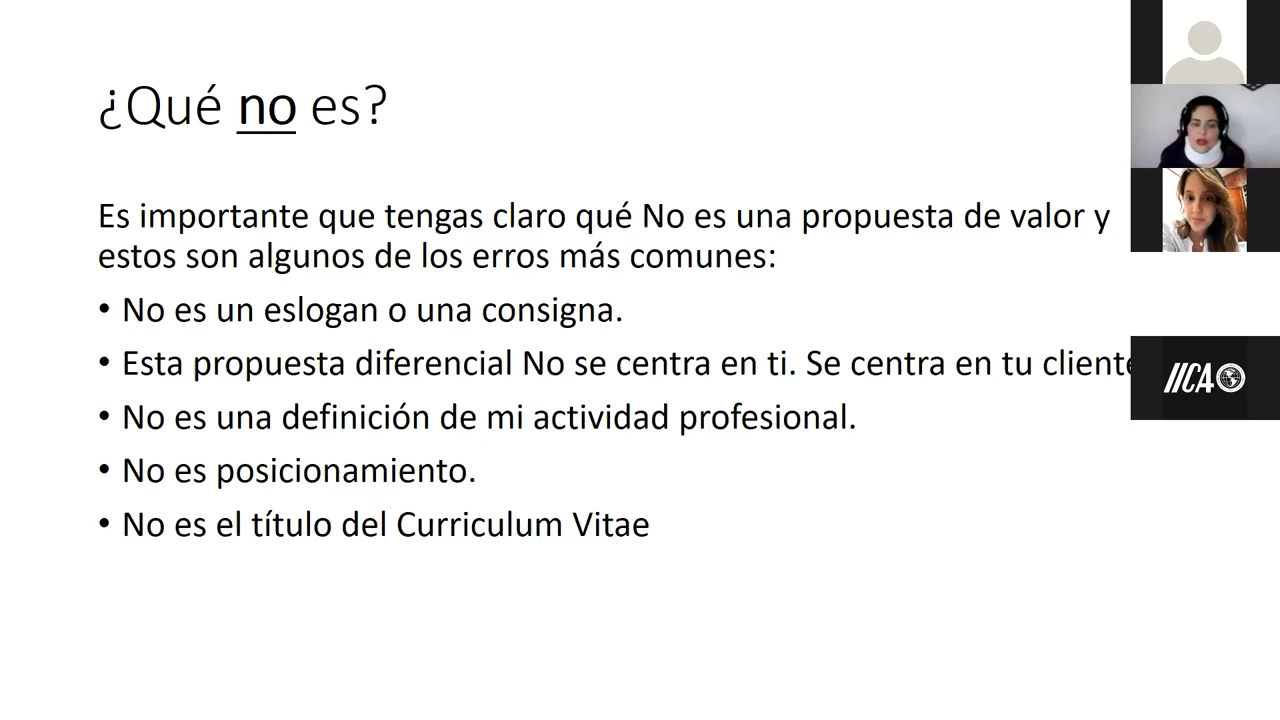 ¿Qué no es?
Es importante que tengas claro qué No es una propuesta de valor y
estos son algunos de los erros más comunes:
• No es un eslogan o una consigna.
• Esta propuesta diferencial No se centra en ti. Se centra en tu cliente
• No es una definición de mi actividad profesional.
• No es posicionamiento.
• No es el título del Curriculum Vitae
IICA